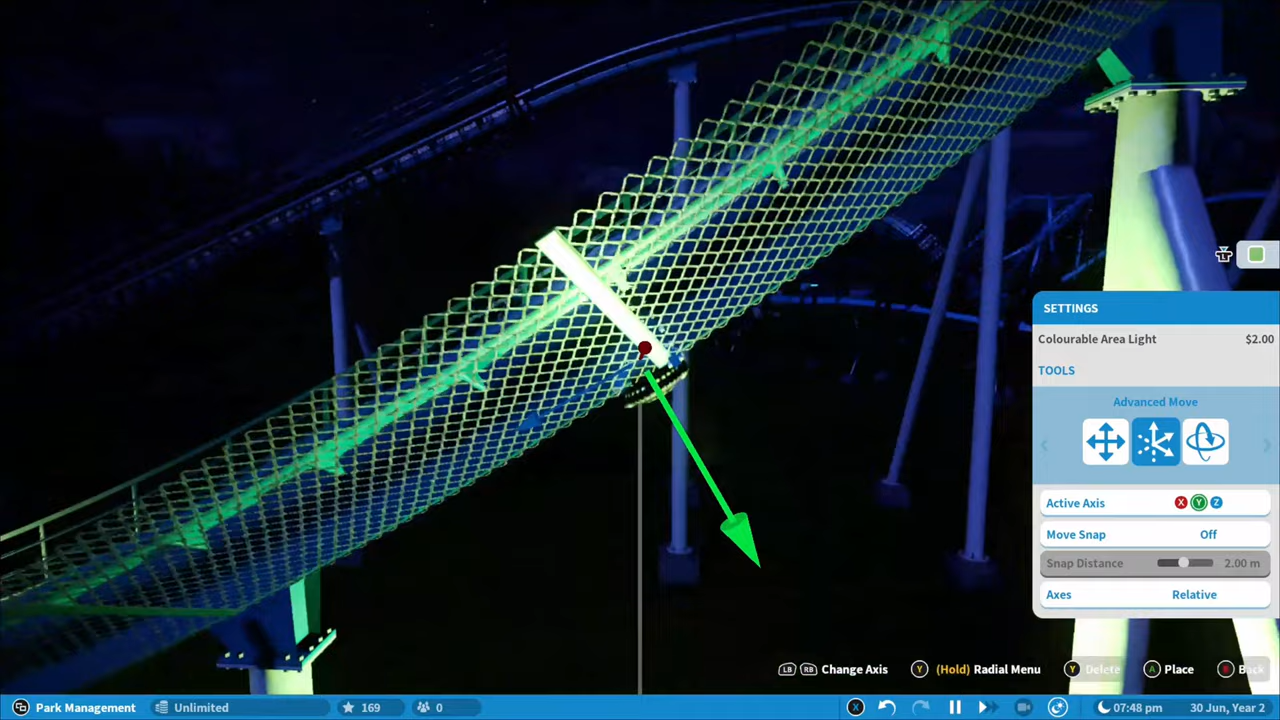 SETTINGS
Colourable Area Light $2.00
TOOLS
Advanced Move
Active Axis X Y Z
Move Snap Off
Snap Distance 2.00 m
Axes Relative
LB RB Change Axis Y (Hold) Radial Menu Y Delete A Place B Back
Park Management Unlimited 169 0 X 07:48 pm 30 Jun, Year 2